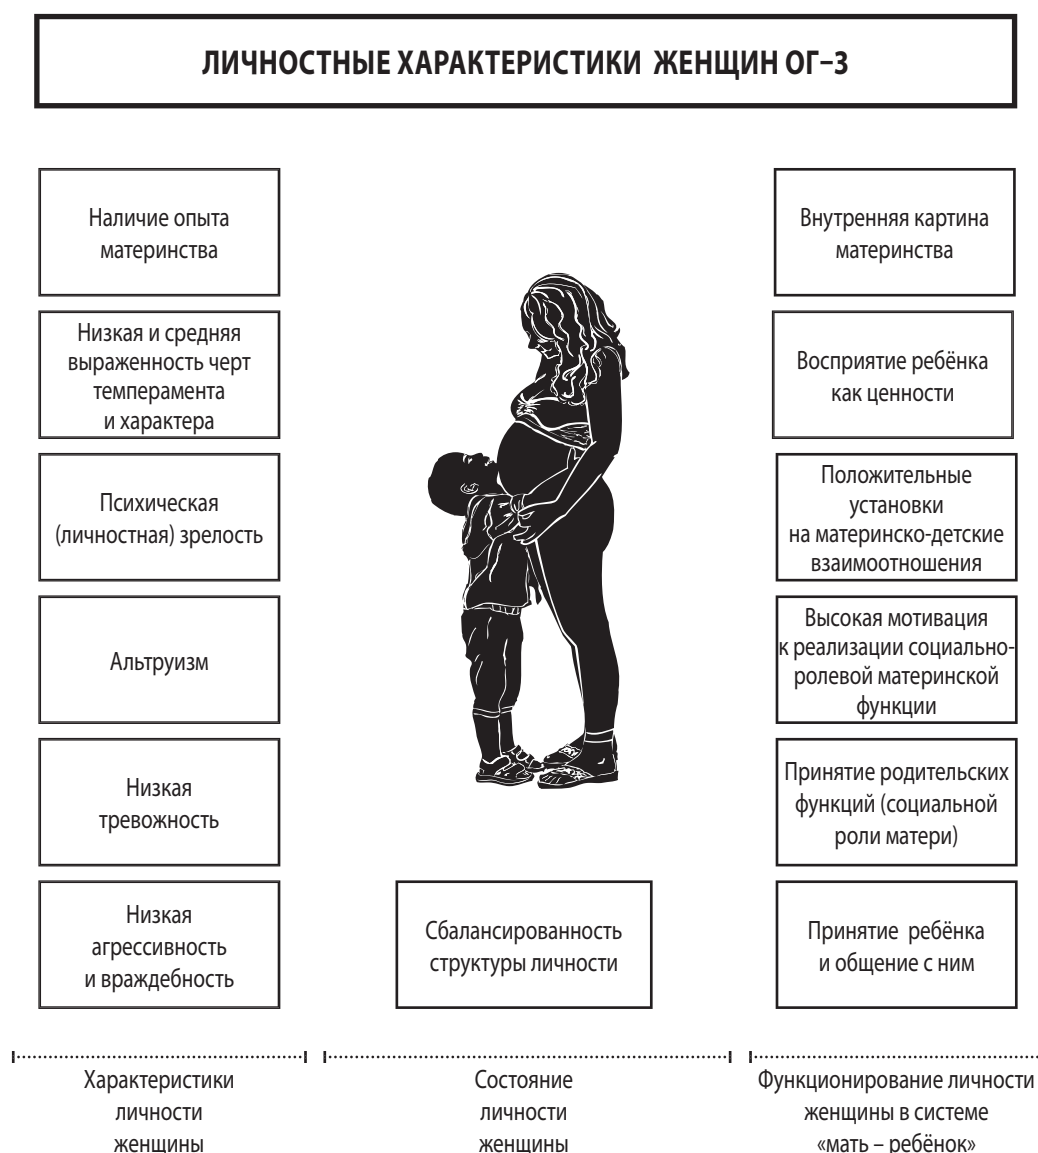 ЛИЧНОСТНЫЕ ХАРАКТЕРИСТИКИ ЖЕНЩИН ОГ–3
Наличие опыта
материнства
Низкая и средняя
выраженность черт
темперамента
и характера
Психическая
(личностная) зрелость
Альтруизм
Низкая
тревожность
Низкая
агрессивность
и враждебность
Сбалансированность
структуры личности
Внутренняя картина
материнства
Восприятие ребёнка
как ценности
Положительные
установки
на материнско-детские
взаимоотношения
Высокая мотивация
к реализации социально-
ролевой материнской
функции
Принятие родительских
функций (социальной
роли матери)
Принятие ребёнка
и общение с ним
Характеристики
личности
женщины
Состояние
личности
женщины
Функционирование личности
женщины в системе
«мать – ребёнок»